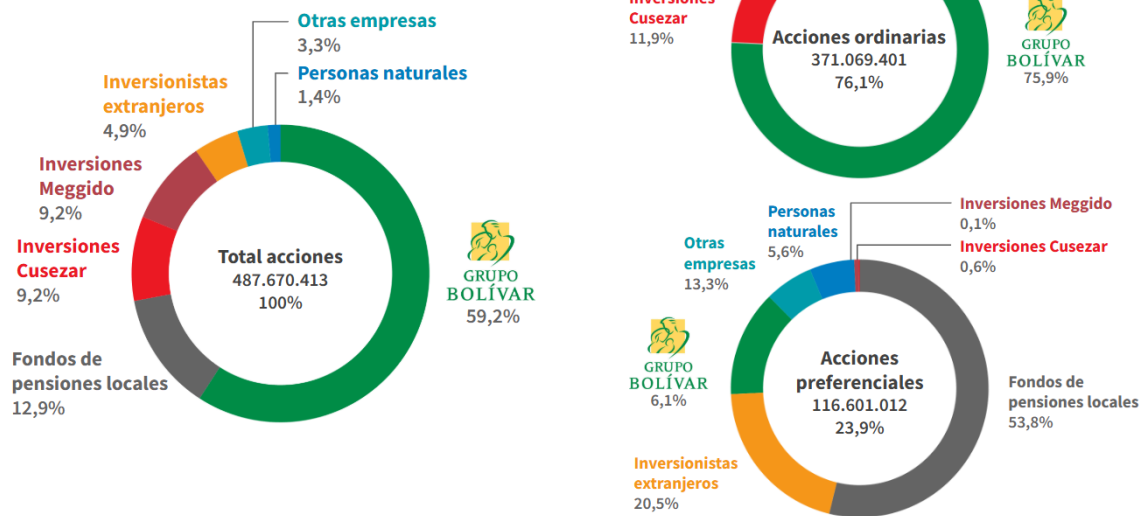 Otras empresas
3,3%
Personas naturales
1,4%
Inversionistas
extranjeros
4,9%
Inversiones
Meggido
9,2%
Inversiones
Cusezar
9,2%
Fondos de
pensiones locales
12,9%
Total acciones
487.670.413
100%
GRUPO
BOLÍVAR
59,2%
Inversiones
Cusezar
11,9%
Acciones ordinarias
371.069.401
76,1%
GRUPO
BOLÍVAR
75,9%
Personas
naturales
5,6%
Inversiones Meggido
0,1%
Inversiones Cusezar
0,6%
Otras
empresas
13,3%
GRUPO
BOLÍVAR
6,1%
Acciones
preferenciales
116.601.012
23,9%
Fondos de
pensiones locales
53,8%
Inversionistas
extranjeros
20,5%